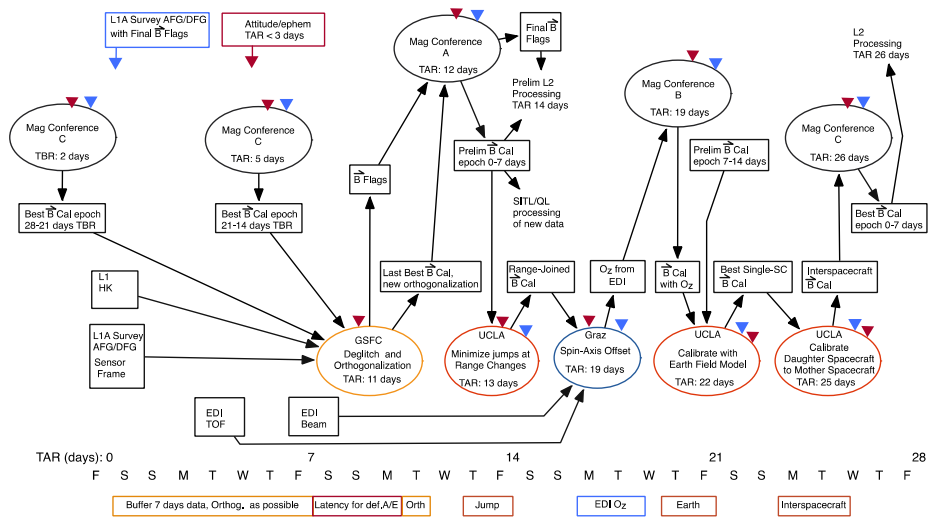 L1A Survey AFG/DFG
with Final B Flags
Attitude/ephem
TAR < 3 days
Mag Conference
A
TAR: 12 days
Final B
Flags
Prelim L2
Processing
TAR 14 days
L2
Processing
TAR 26 days
Mag Conference
C
TBR: 2 days
Mag Conference
C
TAR: 5 days
Mag Conference
B
TAR: 19 days
Mag Conference
C
TAR: 26 days
B Flags
Prelim B Cal
epoch 0-7 days
Prelim B Cal
epoch 7-14 days
SITL/QL
processing
of new data
Best B Cal epoch
28-21 days TBR
Best B Cal epoch
21-14 days TBR
Best B Cal
epoch 0-7 days
L1
HK
Last Best B Cal,
new orthogonalization
Range-Joined
B Cal
Oz from
EDI
B Cal
with Oz
Best Single-SC
B Cal
Interspacecraft
B Cal
L1A Survey
AFG/DFG
Sensor
Frame
GSFC
Deglitch and
Orthogonalization
TAR: 11 days
UCLA
Minimize jumps at
Range Changes
TAR: 13 days
Graz
Spin-Axis Offset
TAR: 19 days
UCLA
Calibrate with
Earth Field Model
TAR: 22 days
UCLA
Calibrate
Daughter Spacecraft
to Mother Spacecraft
TAR: 25 days
EDI
TOF
EDI
Beam
TAR (days): 0 7 14 21 28
F S S M T W T F S S M T W T F S S M T W T F S S M T W T F
Buffer 7 days data, Orthog. as possible
Latency for def,A/E
Orth
Jump
EDI Oz
Earth
Interspacecraft